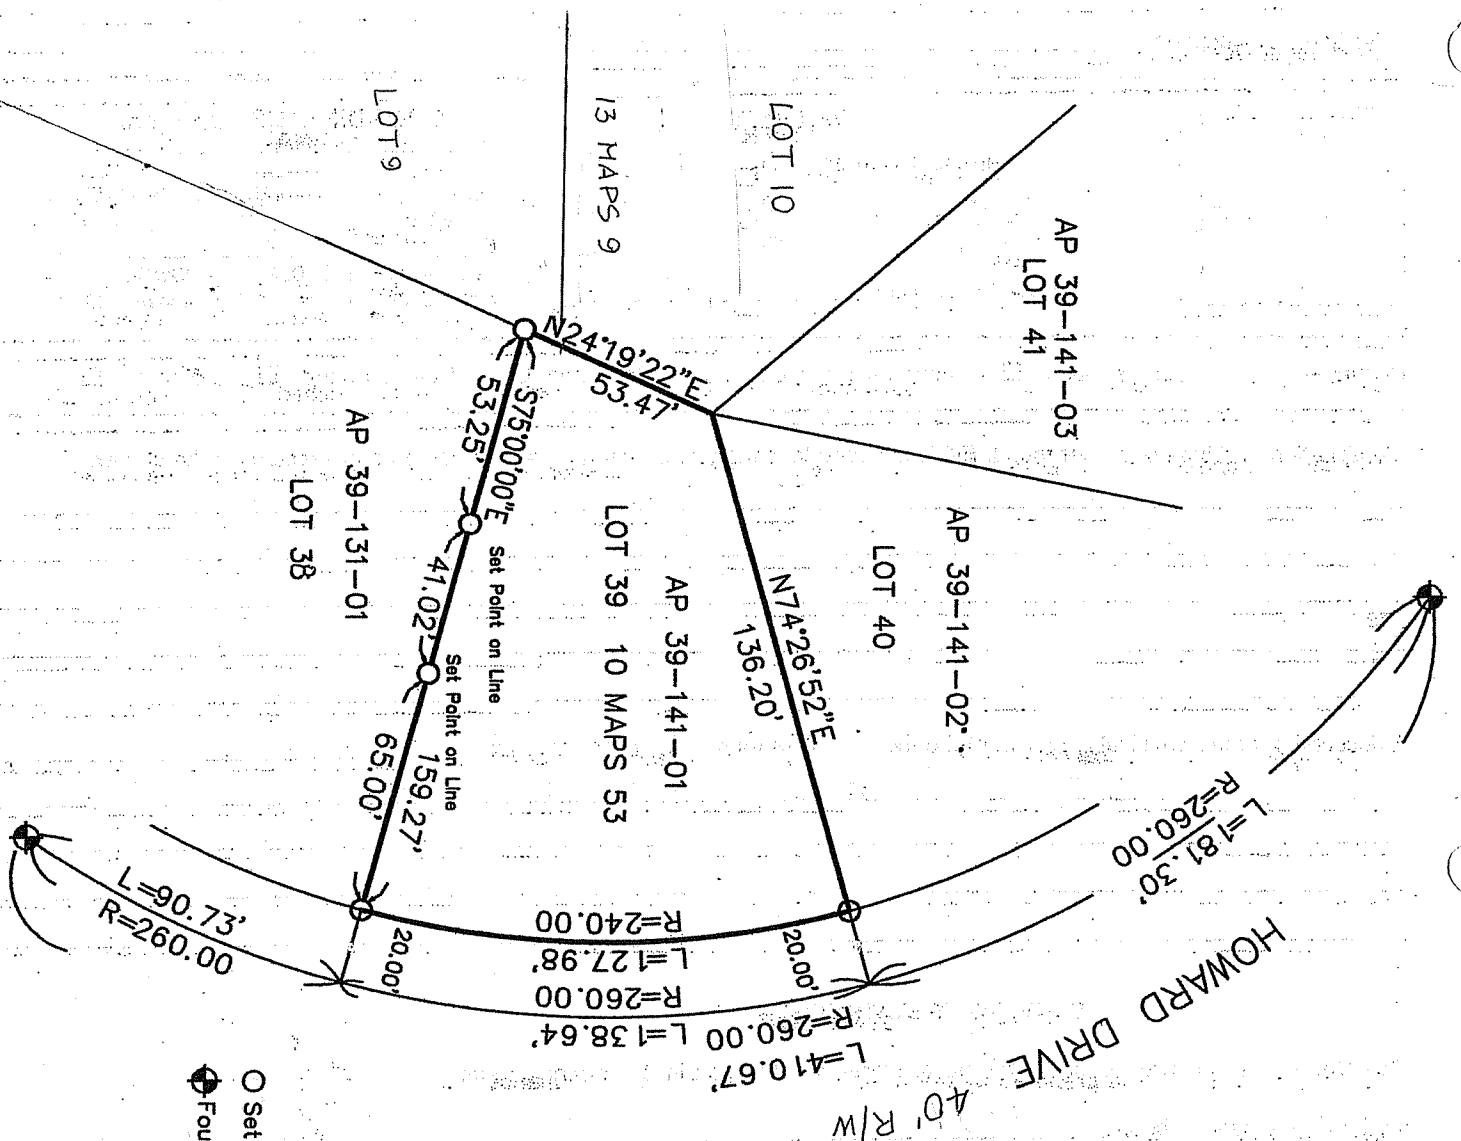 LOT 9
13 MAPS 9
LOT 10
AP 39-141-03
LOT 41
N24°19'22"E
53.47'
S75°00'00"E
53.25'
AP 39-131-01
LOT 38
Set Point on Line
41.02'
Set Point on Line
159.27'
65.00'
AP 39-141-01
LOT 39 10 MAPS 53
N74°26'52"E
136.20'
AP 39-141-02
LOT 40
L=181.30'
R=260.00
L=90.73'
R=260.00
20.00'
20.00'
R=240.00
L=127.98'
R=260.00
L=138.64'
R=260.00
L=410.67'
HOWARD DRIVE
40' R/W
Set
Fou